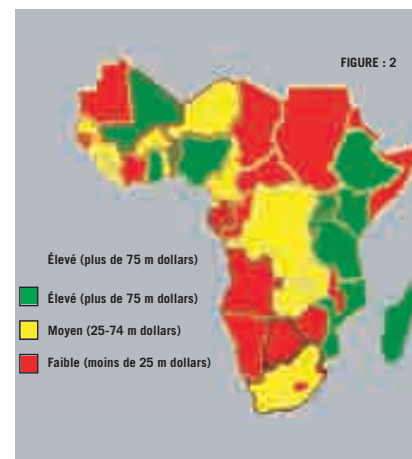 FIGURE : 2
Élevé (plus de 75 m dollars)
Élevé (plus de 75 m dollars)
Moyen (25-74 m dollars)
Faible (moins de 25 m dollars)